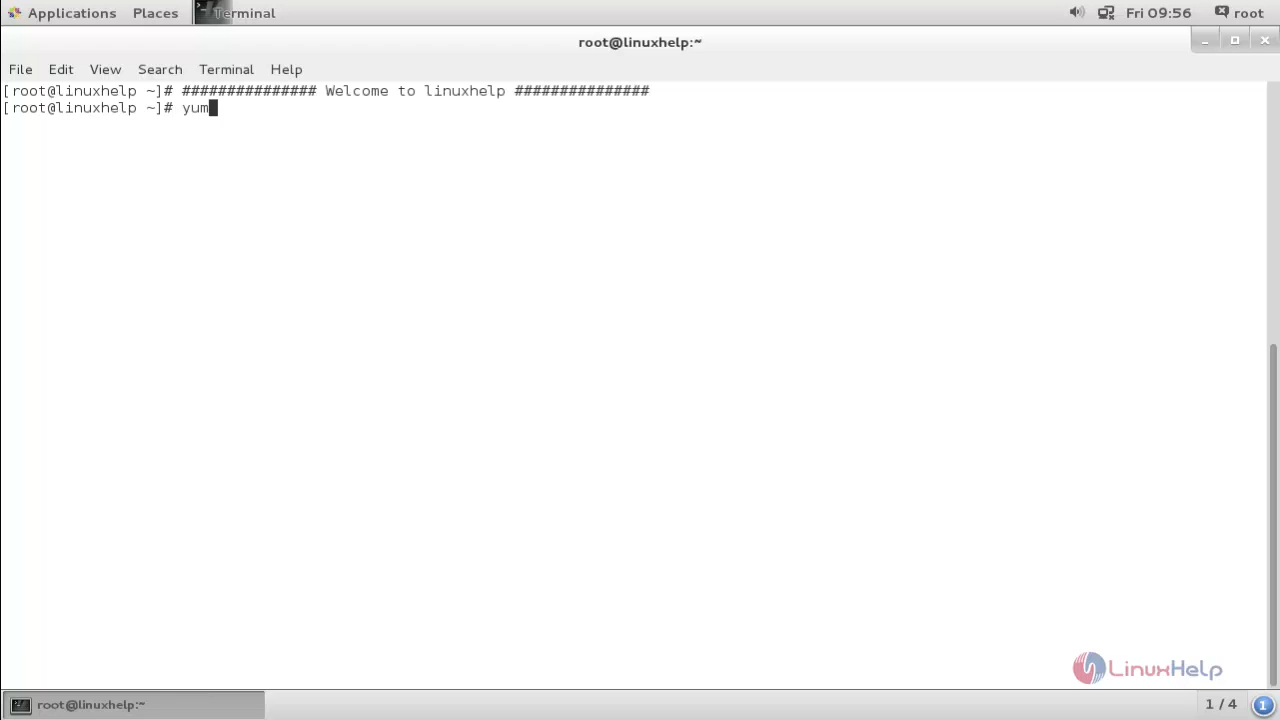 Applications Places Terminal Fri 09:56 root
root@linuxhelp:~
File Edit View Search Terminal Help
[root@linuxhelp ~]# ############### Welcome to linuxhelp ###############
[root@linuxhelp ~]# yum
LinuxHelp
root@linuxhelp:~ 1 / 4 1